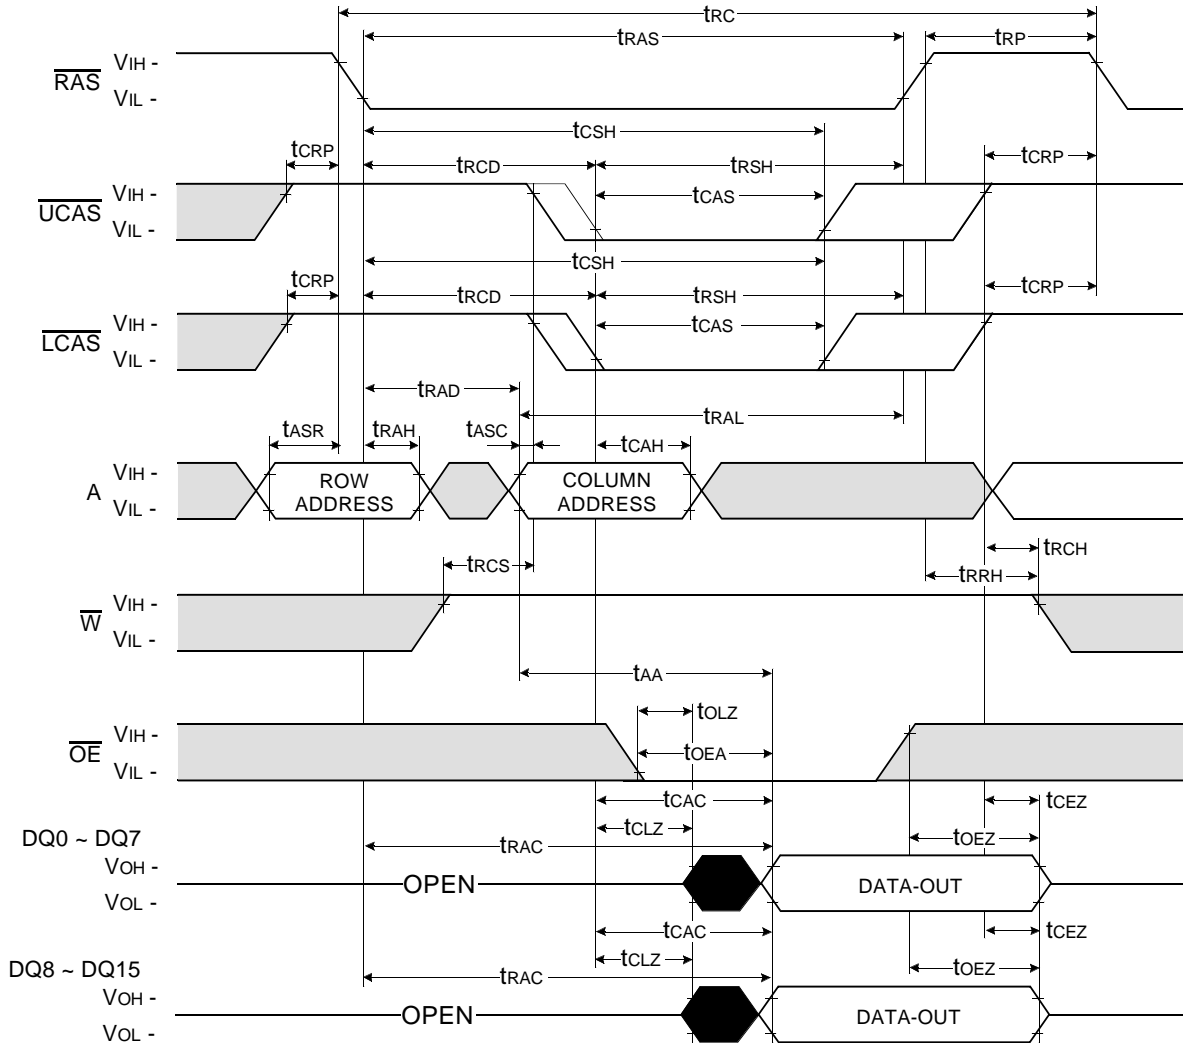 tRC
tRAS tRP
RAS VIH -
VIL -
tCSH
tCRP tRCD tRSH tCRP
UCAS VIH -
VIL -
tCAS
tCSH
tCRP tRCD tRSH tCRP
LCAS VIH -
VIL -
tCAS
tRAD
tRAL
tASR tRAH tASC tCAH
A VIH -
VIL -
ROW ADDRESS
COLUMN ADDRESS
tRCS tRCH
tRRH
W VIH -
VIL -
tAA
tOLZ
OE VIH -
VIL -
tOEA
tCAC tCEZ
tCLZ tOEZ
DQ0 ~ DQ7
tRAC
VOH -
VOL -
OPEN DATA-OUT
tCAC tCEZ
tCLZ tOEZ
DQ8 ~ DQ15
tRAC
VOH -
VOL -
OPEN DATA-OUT